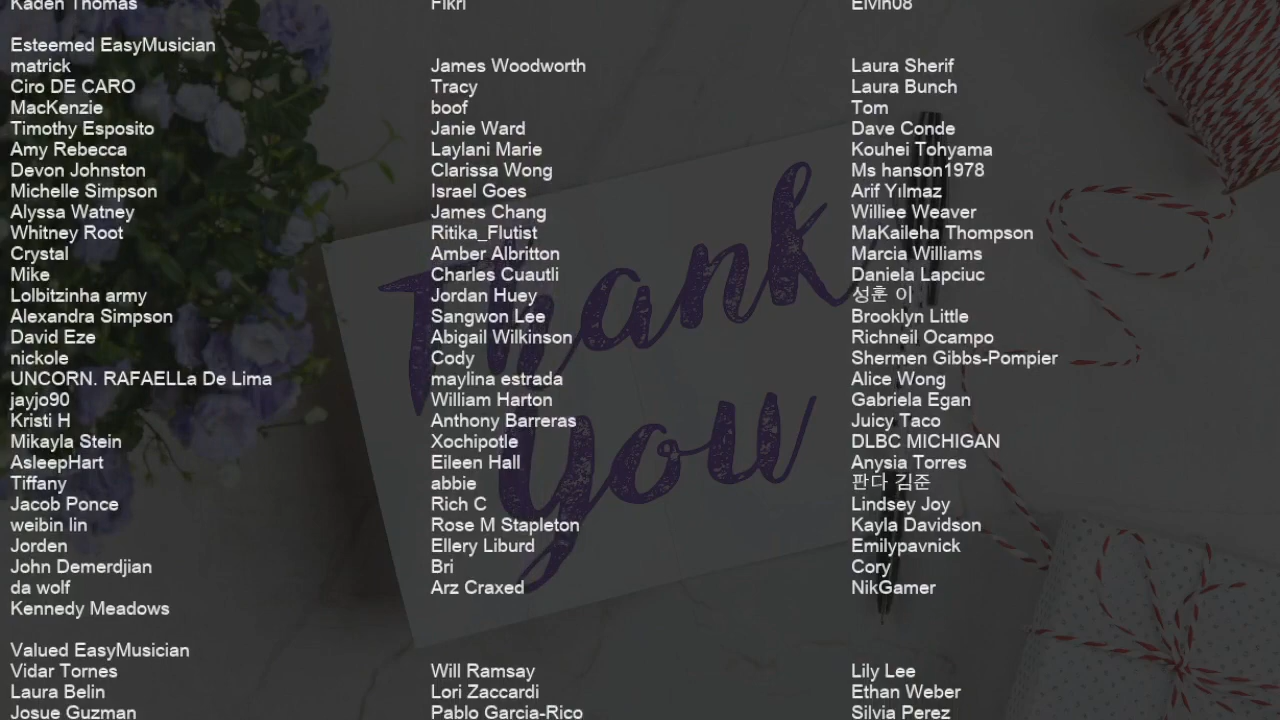 Kaden Thomas Fikri Elvin08
Esteemed EasyMusician
matrick James Woodworth Laura Sherif
Ciro DE CARO Tracy Laura Bunch
MacKenzie boof Tom
Timothy Esposito Janie Ward Dave Conde
Amy Rebecca Laylani Marie Kouhei Tohyama
Devon Johnston Clarissa Wong Ms hanson1978
Michelle Simpson Israel Goes Arif Yılmaz
Alyssa Watney James Chang Williee Weaver
Whitney Root Ritika_Flutist MaKaileha Thompson
Crystal Amber Albritton Marcia Williams
Mike Charles Cuautli Daniela Lapciuc
Lolbitzinha army Jordan Huey 성훈 이
Alexandra Simpson Sangwon Lee Brooklyn Little
David Eze Abigail Wilkinson Richneil Ocampo
nickole Cody Shermen Gibbs-Pompier
UNCORN. RAFAELLa De Lima maylina estrada Alice Wong
jayjo90 William Harton Gabriela Egan
Kristi H Anthony Barreras Juicy Taco
Mikayla Stein Xochipotle DLBC MICHIGAN
AsleepHart Eileen Hall Anysia Torres
Tiffany abbie 판다 김준
Jacob Ponce Rich C Lindsey Joy
weibin lin Rose M Stapleton Kayla Davidson
Jorden Ellery Liburd Emilypavnick
John Demerdjian Bri Cory
da wolf Arz Craxed NikGamer
Kennedy Meadows
Valued EasyMusician
Vidar Tornes Will Ramsay Lily Lee
Laura Belin Lori Zaccardi Ethan Weber
Josue Guzman Pablo Garcia-Rico Silvia Perez
Thank
you